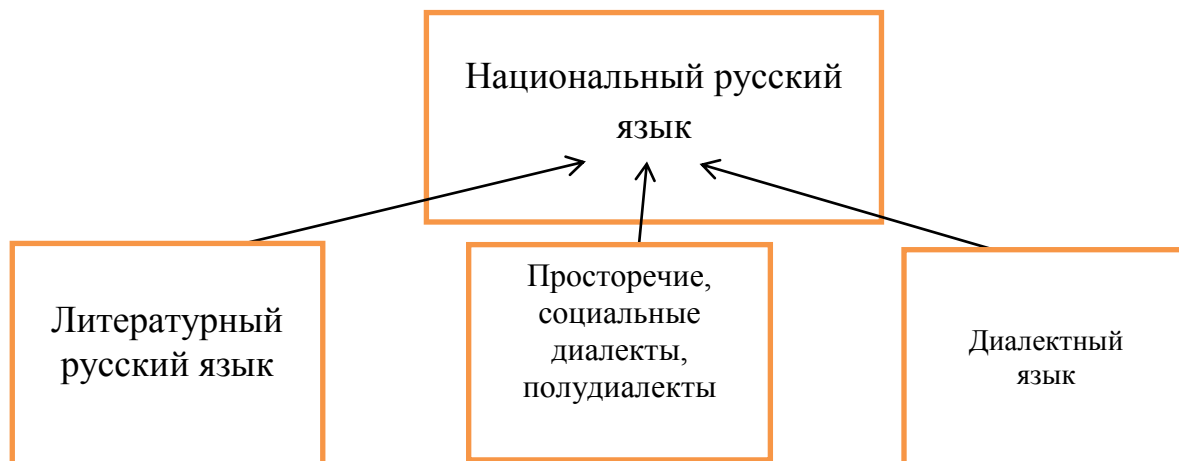 Национальный русский
язык
Литературный
русский язык
Просторечие,
социальные
диалекты,
полудиалекты
Диалектный
язык